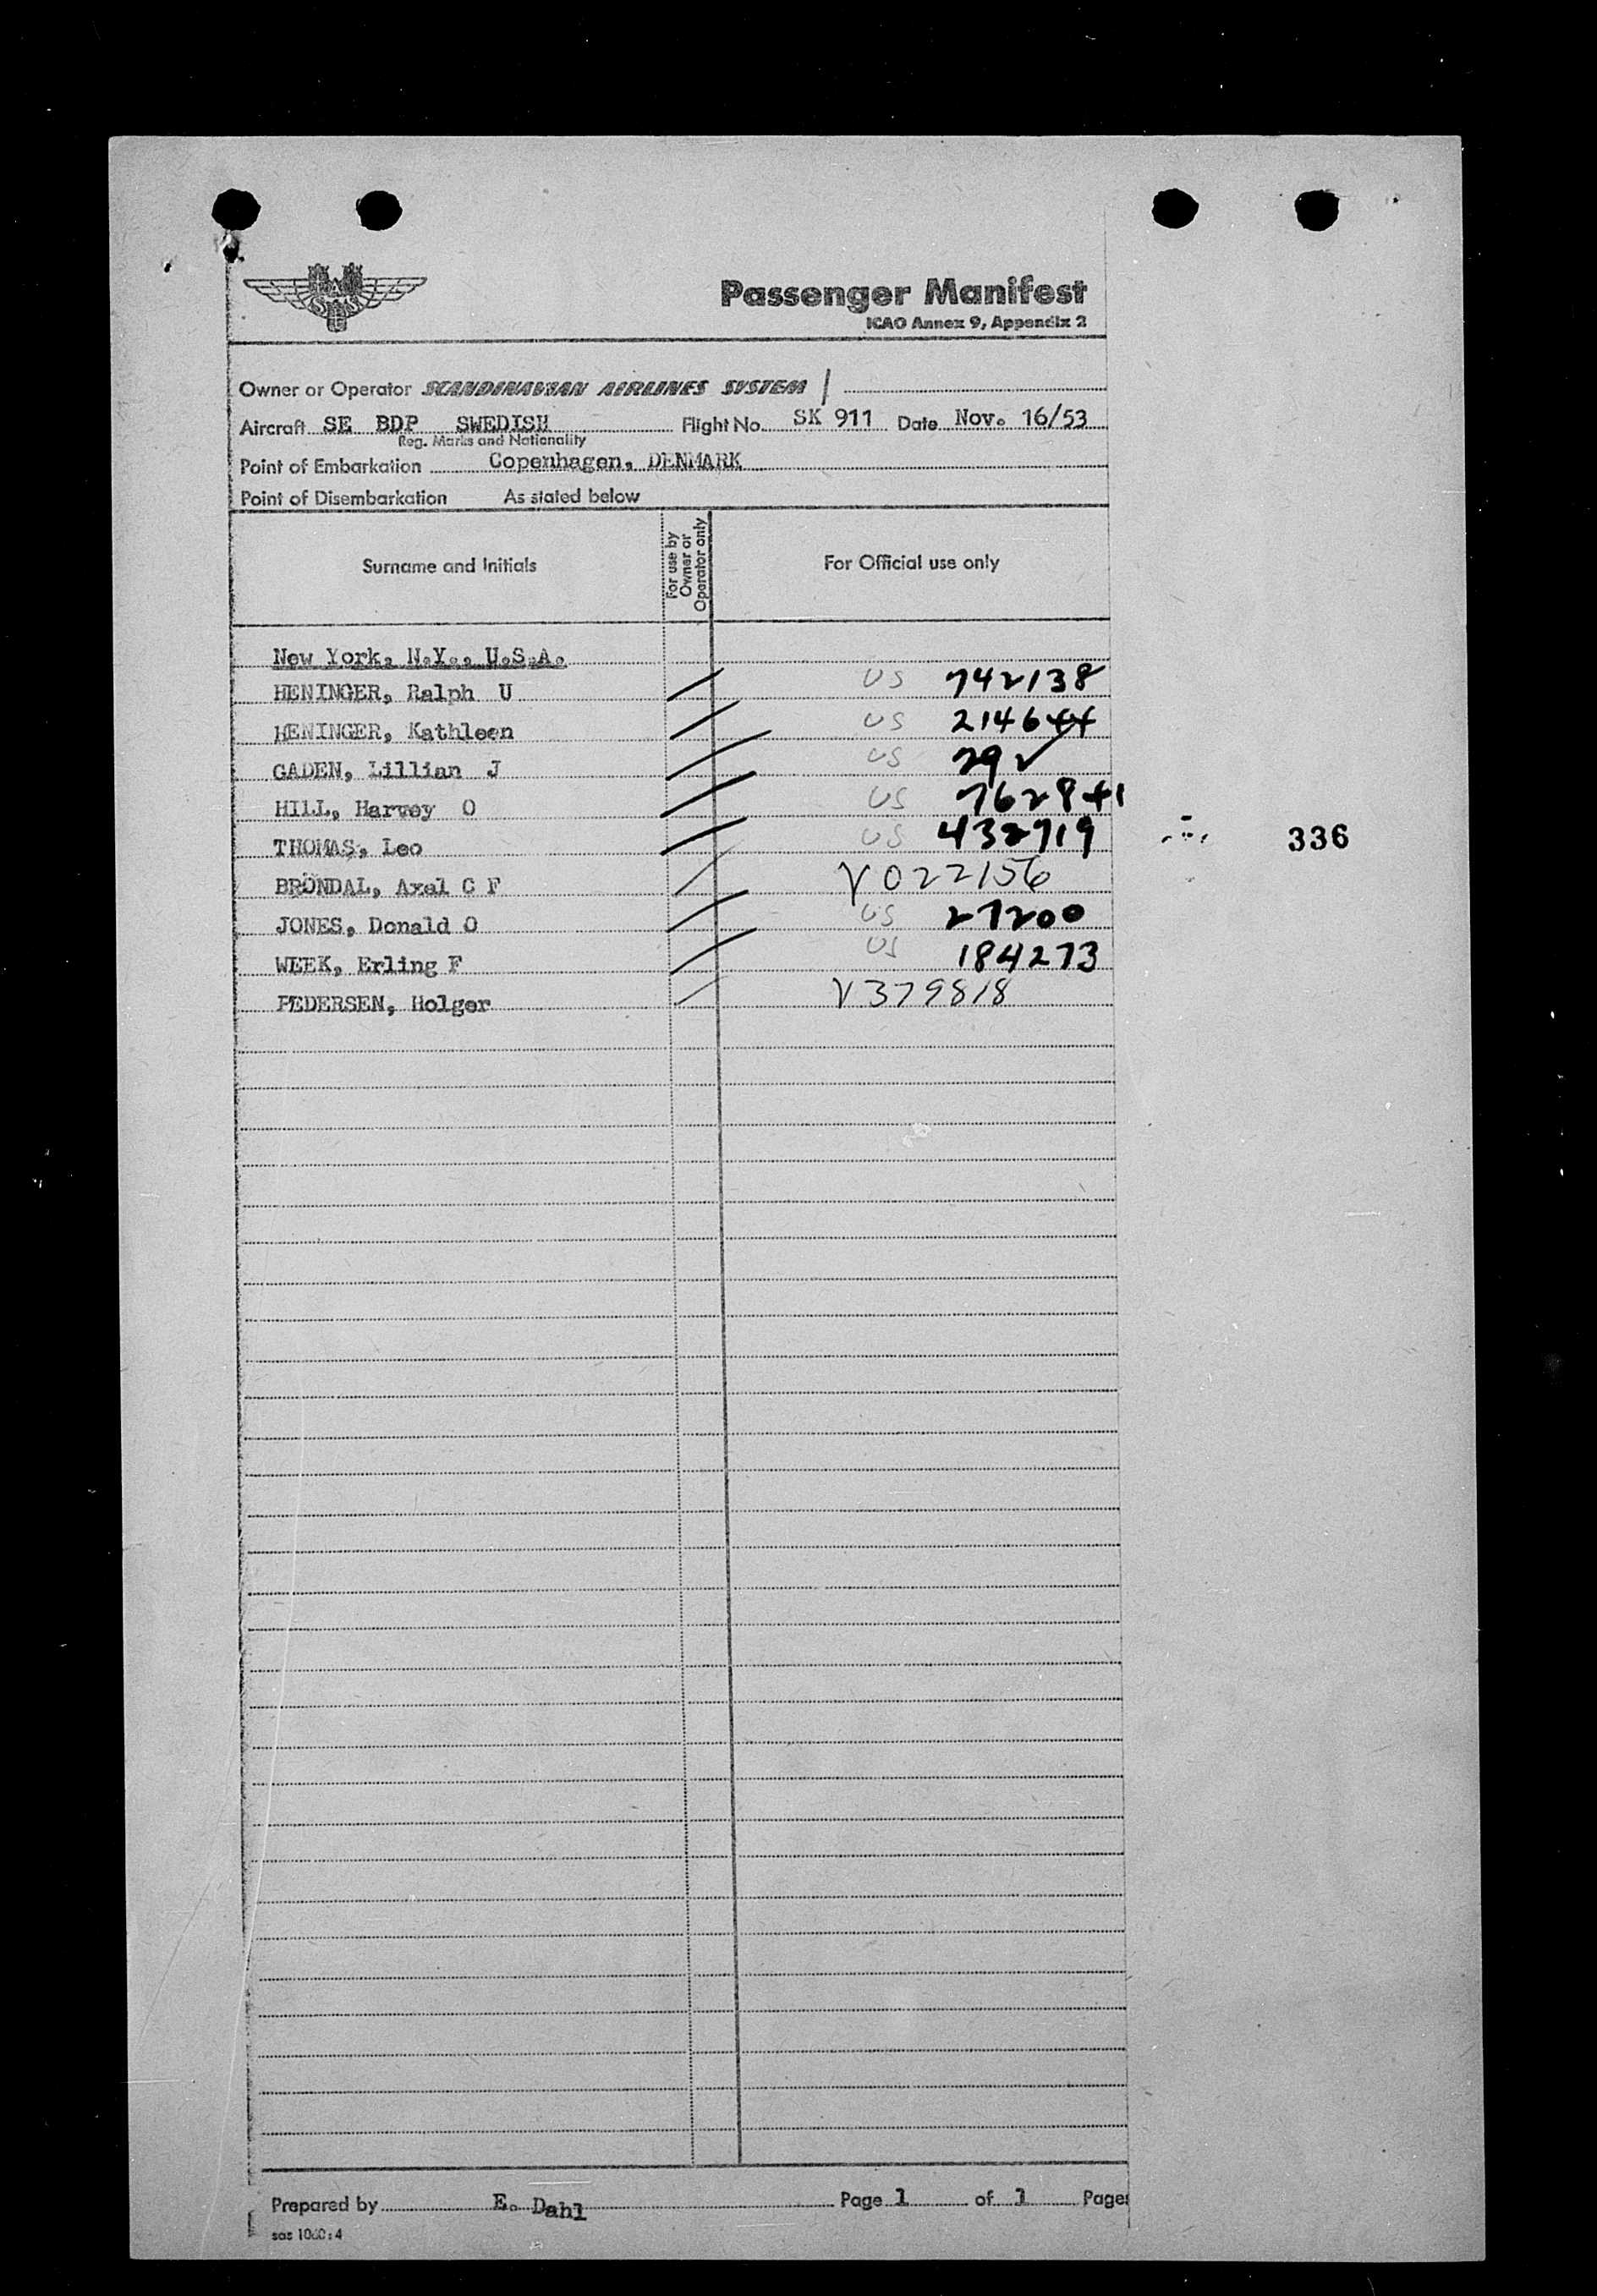 SAS
Passenger Manifest
ICAO Annex 9, Appendix 2
Owner or Operator SCANDINAVIAN AIRLINES SYSTEM /
Aircraft SE BDP SWEDISH Flight No. SK 911 Date Nov. 16/53
Reg. Marks and Nationality
Point of Embarkation Copenhagen, DENMARK
Point of Disembarkation As stated below
Surname and Initials For use by Owner or Operator only For Official use only
New York, N.Y., U.S.A.
HENINGER, Ralph U US 742138
HENINGER, Kathleen US 214644
GADEN, Lillian J US 29
HILL, Harvey O US 762841
THOMAS, Leo US 432719
336
BRÖNDAL, Axel C F V022156
JONES, Donald O US 27200
WEEK, Erling F US 184273
PEDERSEN, Holger V379818
Prepared by E. Dahl Page 1 of 1 Pages
sas 1060:4